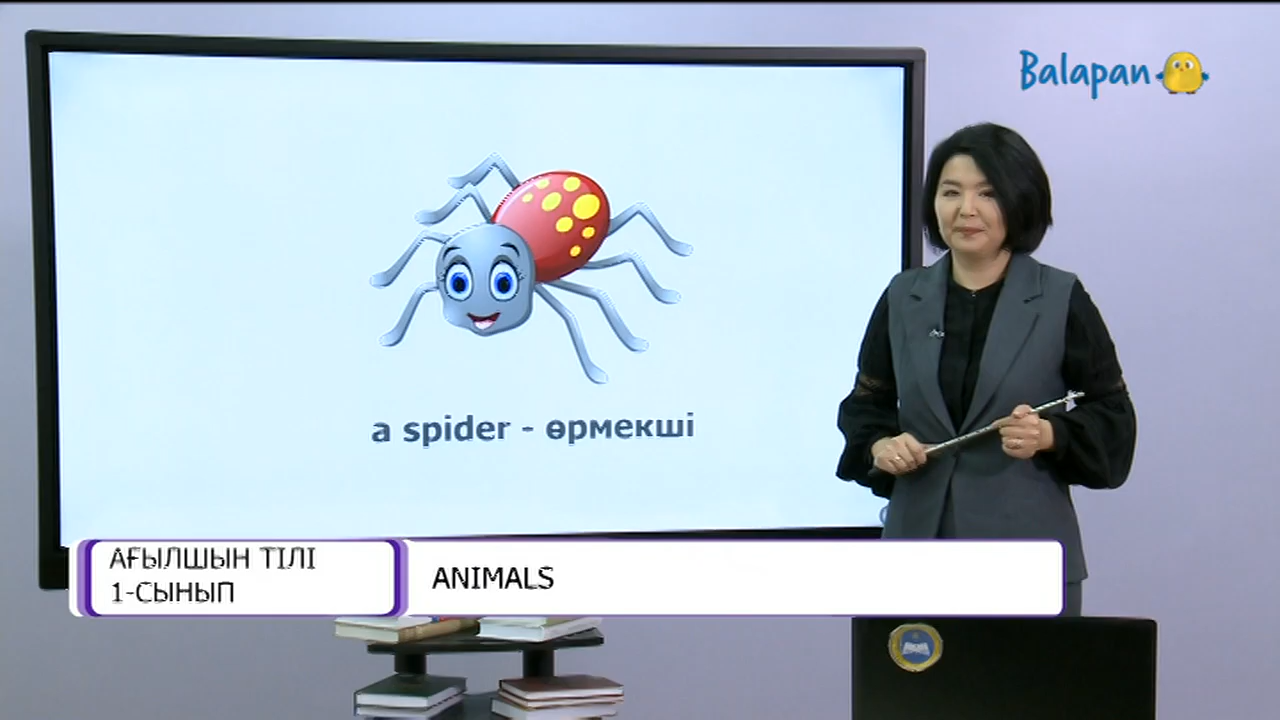 Balapan
a spider - өрмекші
АҒЫЛШЫН ТІЛІ
1-СЫНЫП
ANIMALS